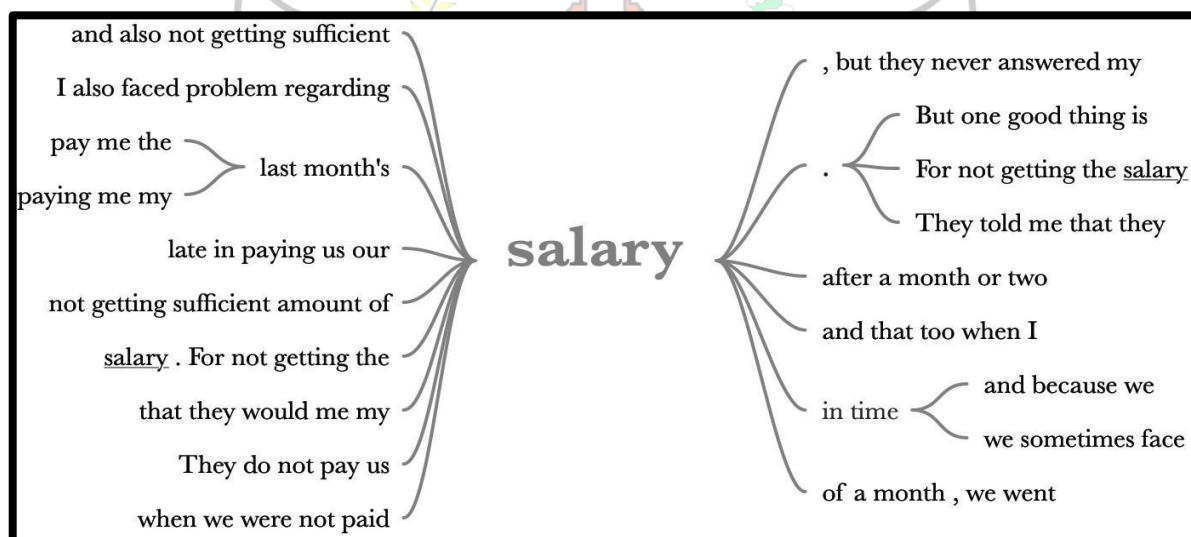 and also not getting sufficient
I also faced problem regarding
pay me the
paying me my
last month's
late in paying us our
not getting sufficient amount of
salary . For not getting the
that they would me my
They do not pay us
when we were not paid
salary
, but they never answered my
.
But one good thing is
For not getting the salary
They told me that they
after a month or two
and that too when I
in time
and because we
we sometimes face
of a month , we went